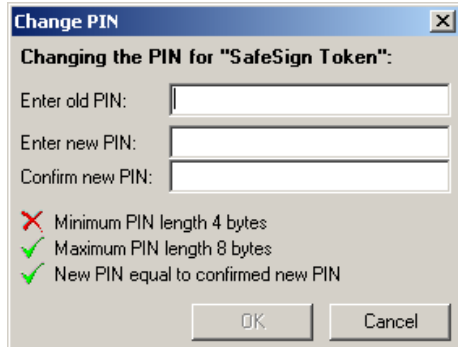 Change PIN
Changing the PIN for "SafeSign Token":
Enter old PIN:
Enter new PIN:
Confirm new PIN:
Minimum PIN length 4 bytes
Maximum PIN length 8 bytes
New PIN equal to confirmed new PIN
OK Cancel